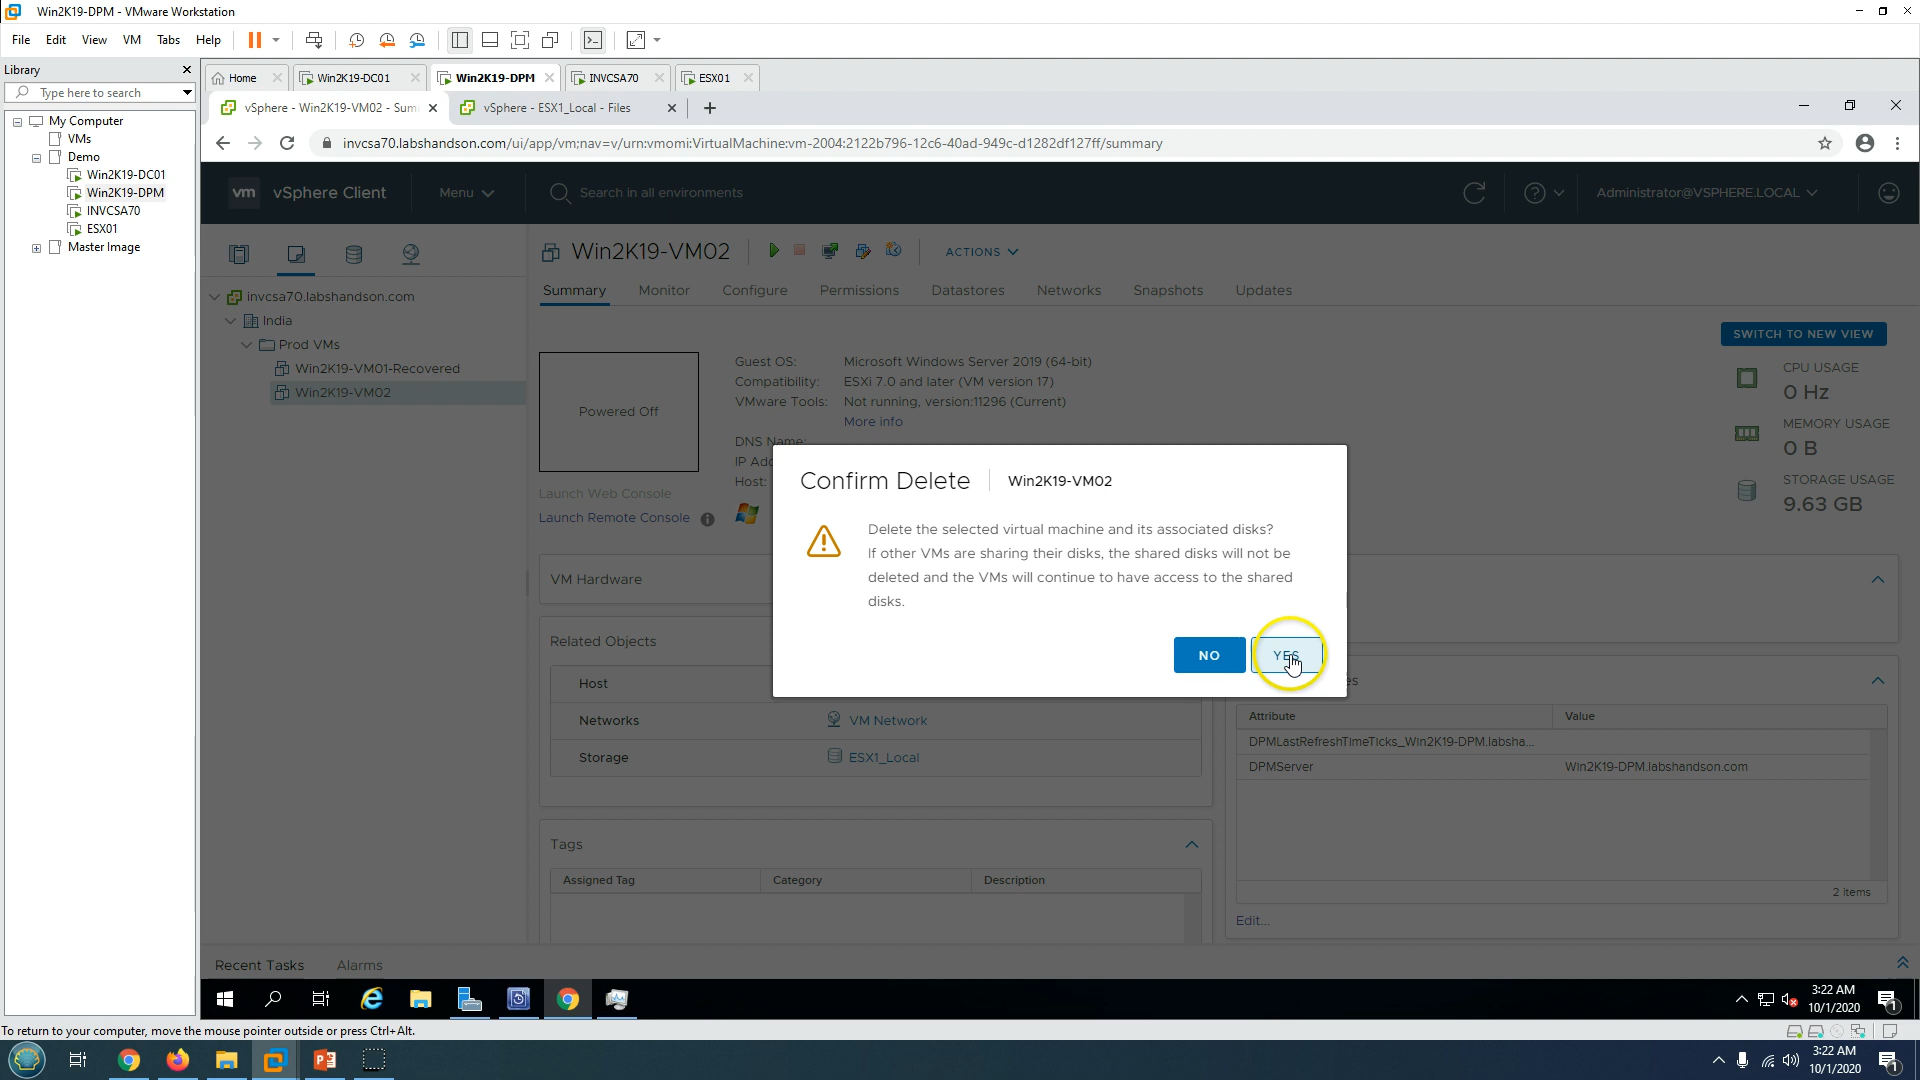 Win2K19-DPM - VMware Workstation
File Edit View VM Tabs Help
Library
Type here to search
My Computer
VMs
Demo
Win2K19-DC01
Win2K19-DPM
INVCSA70
ESX01
Master Image
Home Win2K19-DC01 Win2K19-DPM INVCSA70 ESX01
vSphere - Win2K19-VM02 - Sum vSphere - ESX1_Local - Files
invcsa70.labshandson.com/ui/app/vm;nav=v/urn:vmomi:VirtualMachine:vm-2004:2122b796-12c6-40ad-949c-d1282df127ff/summary
vm vSphere Client Menu Search in all environments Administrator@VSPHERE.LOCAL
invcsa70.labshandson.com
India
Prod VMs
Win2K19-VM01-Recovered
Win2K19-VM02
Win2K19-VM02 ACTIONS
Summary Monitor Configure Permissions Datastores Networks Snapshots Updates
SWITCH TO NEW VIEW
Powered Off
Guest OS: Microsoft Windows Server 2019 (64-bit)
Compatibility: ESXi 7.0 and later (VM version 17)
VMware Tools: Not running, version:11296 (Current)
More info
DNS Name:
IP Add
Host:
Launch Web Console
Launch Remote Console
CPU USAGE
0 Hz
MEMORY USAGE
0 B
STORAGE USAGE
9.63 GB
Confirm Delete Win2K19-VM02
Delete the selected virtual machine and its associated disks?
If other VMs are sharing their disks, the shared disks will not be
deleted and the VMs will continue to have access to the shared
disks.
NO YES
VM Hardware
Related Objects
Host
Networks VM Network
Storage ESX1_Local
es
Attribute Value
DPMLastRefreshTimeTicks_Win2K19-DPM.labsha...
DPMServer Win2K19-DPM.labshandson.com
2 items
Edit...
Tags
Assigned Tag Category Description
Recent Tasks Alarms
3:22 AM
10/1/2020
1
To return to your computer, move the mouse pointer outside or press Ctrl+Alt.
3:22 AM
10/1/2020
1